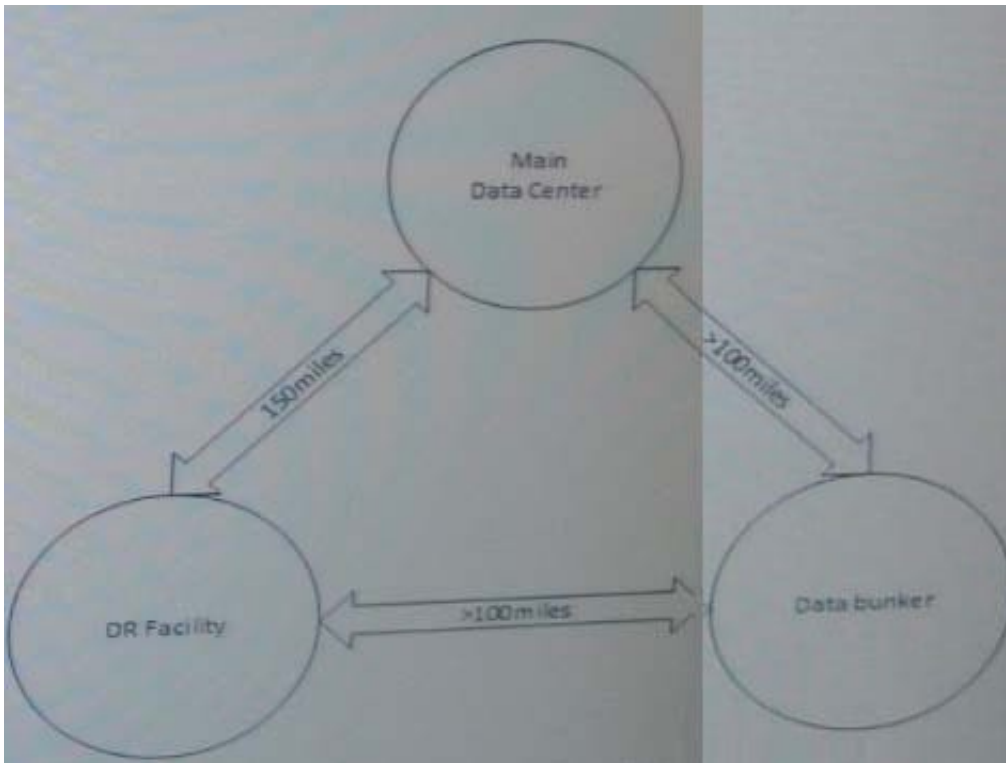 Main
Data Center
150miles
>100miles
DR Facility
>100miles
Data bunker